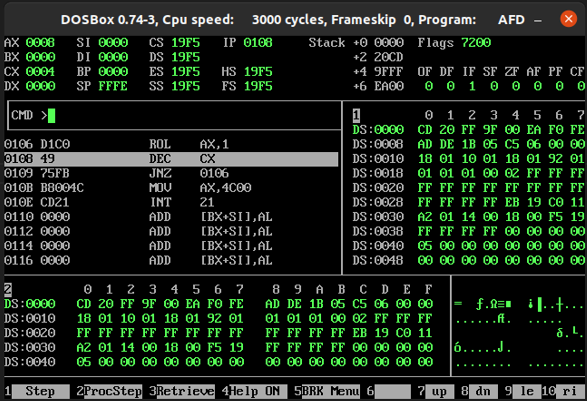 DOSBox 0.74-3, Cpu speed: 3000 cycles, Frameskip 0, Program: AFD
AX 0008 SI 0000 CS 19F5 IP 0108 Stack +0 0000 Flags 7200
BX 0000 DI 0000 DS 19F5 +2 20CD
CX 0004 BP 0000 ES 19F5 HS 19F5 +4 9FFF OF DF IF SF ZF AF PF CF
DX 0000 SP FFFE SS 19F5 FS 19F5 +6 EA00 0 0 1 0 0 0 0 0
CMD > 1 0 1 2 3 4 5 6 7
DS:0000 CD 20 FF 9F 00 EA F0 FE
0106 D1C0 ROL AX,1 DS:0008 AD DE 1B 05 C5 06 00 00
0108 49 DEC CX DS:0010 18 01 10 01 18 01 92 01
0109 75FB JNZ 0106 DS:0018 01 01 01 00 02 FF FF FF
010B B8004C MOV AX,4C00 DS:0020 FF FF FF FF FF FF FF FF
010E CD21 INT 21 DS:0028 FF FF FF FF EB 19 C0 11
0110 0000 ADD [BX+SI],AL DS:0030 A2 01 14 00 18 00 F5 19
0112 0000 ADD [BX+SI],AL DS:0038 FF FF FF FF 00 00 00 00
0114 0000 ADD [BX+SI],AL DS:0040 05 00 00 00 00 00 00 00
0116 0000 ADD [BX+SI],AL DS:0048 00 00 00 00 00 00 00 00
2 0 1 2 3 4 5 6 7 8 9 A B C D E F
DS:0000 CD 20 FF 9F 00 EA F0 FE AD DE 1B 05 C5 06 00 00
DS:0010 18 01 10 01 18 01 92 01 01 01 01 00 02 FF FF FF
DS:0020 FF FF FF FF FF FF FF FF FF FF FF FF EB 19 C0 11
DS:0030 A2 01 14 00 18 00 F5 19 FF FF FF FF 00 00 00 00
DS:0040 05 00 00 00 00 00 00 00 00 00 00 00 00 00 00 00
1 Step 2ProcStep 3Retrieve 4Help ON 5BRK Menu 6 7 up 8 dn 9 le 10 ri